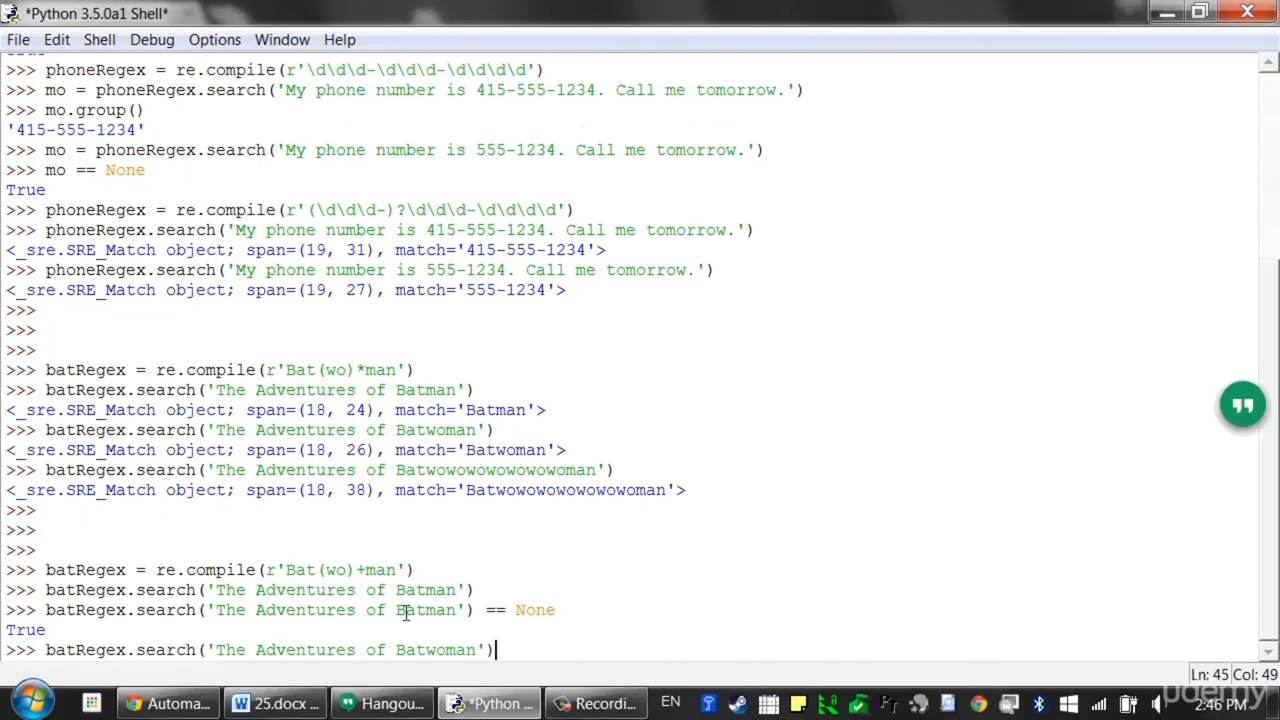 *Python 3.5.0a1 Shell*
File Edit Shell Debug Options Window Help
>>> phoneRegex = re.compile(r'\d\d\d-\d\d\d-\d\d\d\d')
>>> mo = phoneRegex.search('My phone number is 415-555-1234. Call me tomorrow.')
>>> mo.group()
'415-555-1234'
>>> mo = phoneRegex.search('My phone number is 555-1234. Call me tomorrow.')
>>> mo == None
True
>>> phoneRegex = re.compile(r'(\d\d\d-)?\d\d\d-\d\d\d\d')
>>> phoneRegex.search('My phone number is 415-555-1234. Call me tomorrow.')
<_sre.SRE_Match object; span=(19, 31), match='415-555-1234'>
>>> phoneRegex.search('My phone number is 555-1234. Call me tomorrow.')
<_sre.SRE_Match object; span=(19, 27), match='555-1234'>
>>>
>>>
>>>
>>> batRegex = re.compile(r'Bat(wo)*man')
>>> batRegex.search('The Adventures of Batman')
<_sre.SRE_Match object; span=(18, 24), match='Batman'>
>>> batRegex.search('The Adventures of Batwoman')
<_sre.SRE_Match object; span=(18, 26), match='Batwoman'>
>>> batRegex.search('The Adventures of Batwowowowowowowoman')
<_sre.SRE_Match object; span=(18, 38), match='Batwowowowowowowoman'>
>>>
>>>
>>>
>>> batRegex = re.compile(r'Bat(wo)+man')
>>> batRegex.search('The Adventures of Batman')
>>> batRegex.search('The Adventures of Batman') == None
True
>>> batRegex.search('The Adventures of Batwoman')
Ln: 45 Col: 49
Automa... 25.docx ... Hangou... *Python ... Recordi... EN 2:46 PM
udemy